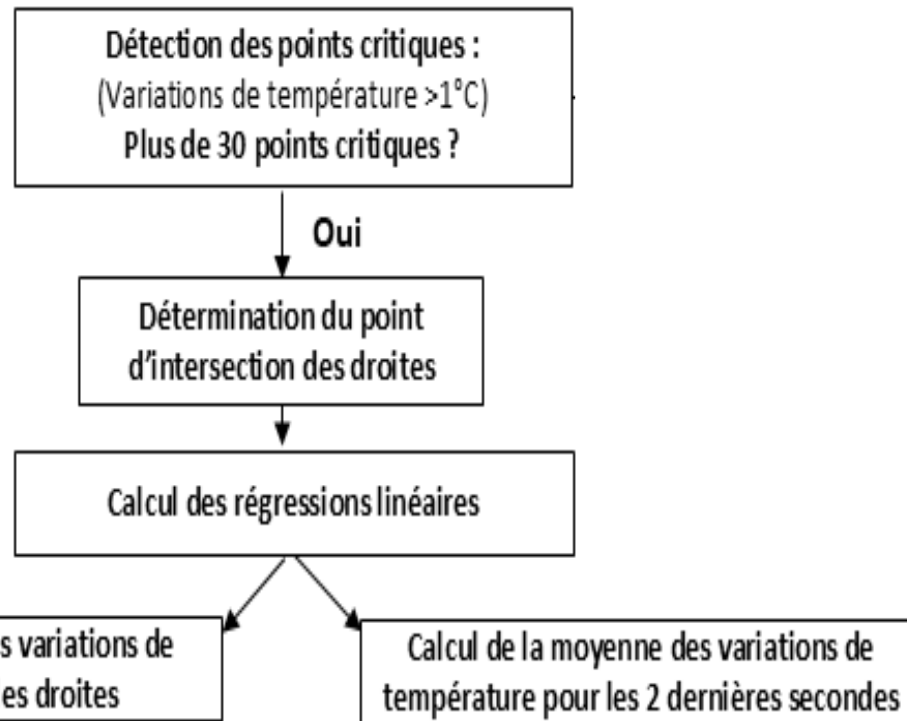 Détection des points critiques :
(Variations de température >1°C)
Plus de 30 points critiques ?
Oui
Détermination du point
d'intersection des droites
Calcul des régressions linéaires
variations de
droites
Calcul de la moyenne des variations de
température pour les 2 dernières secondes